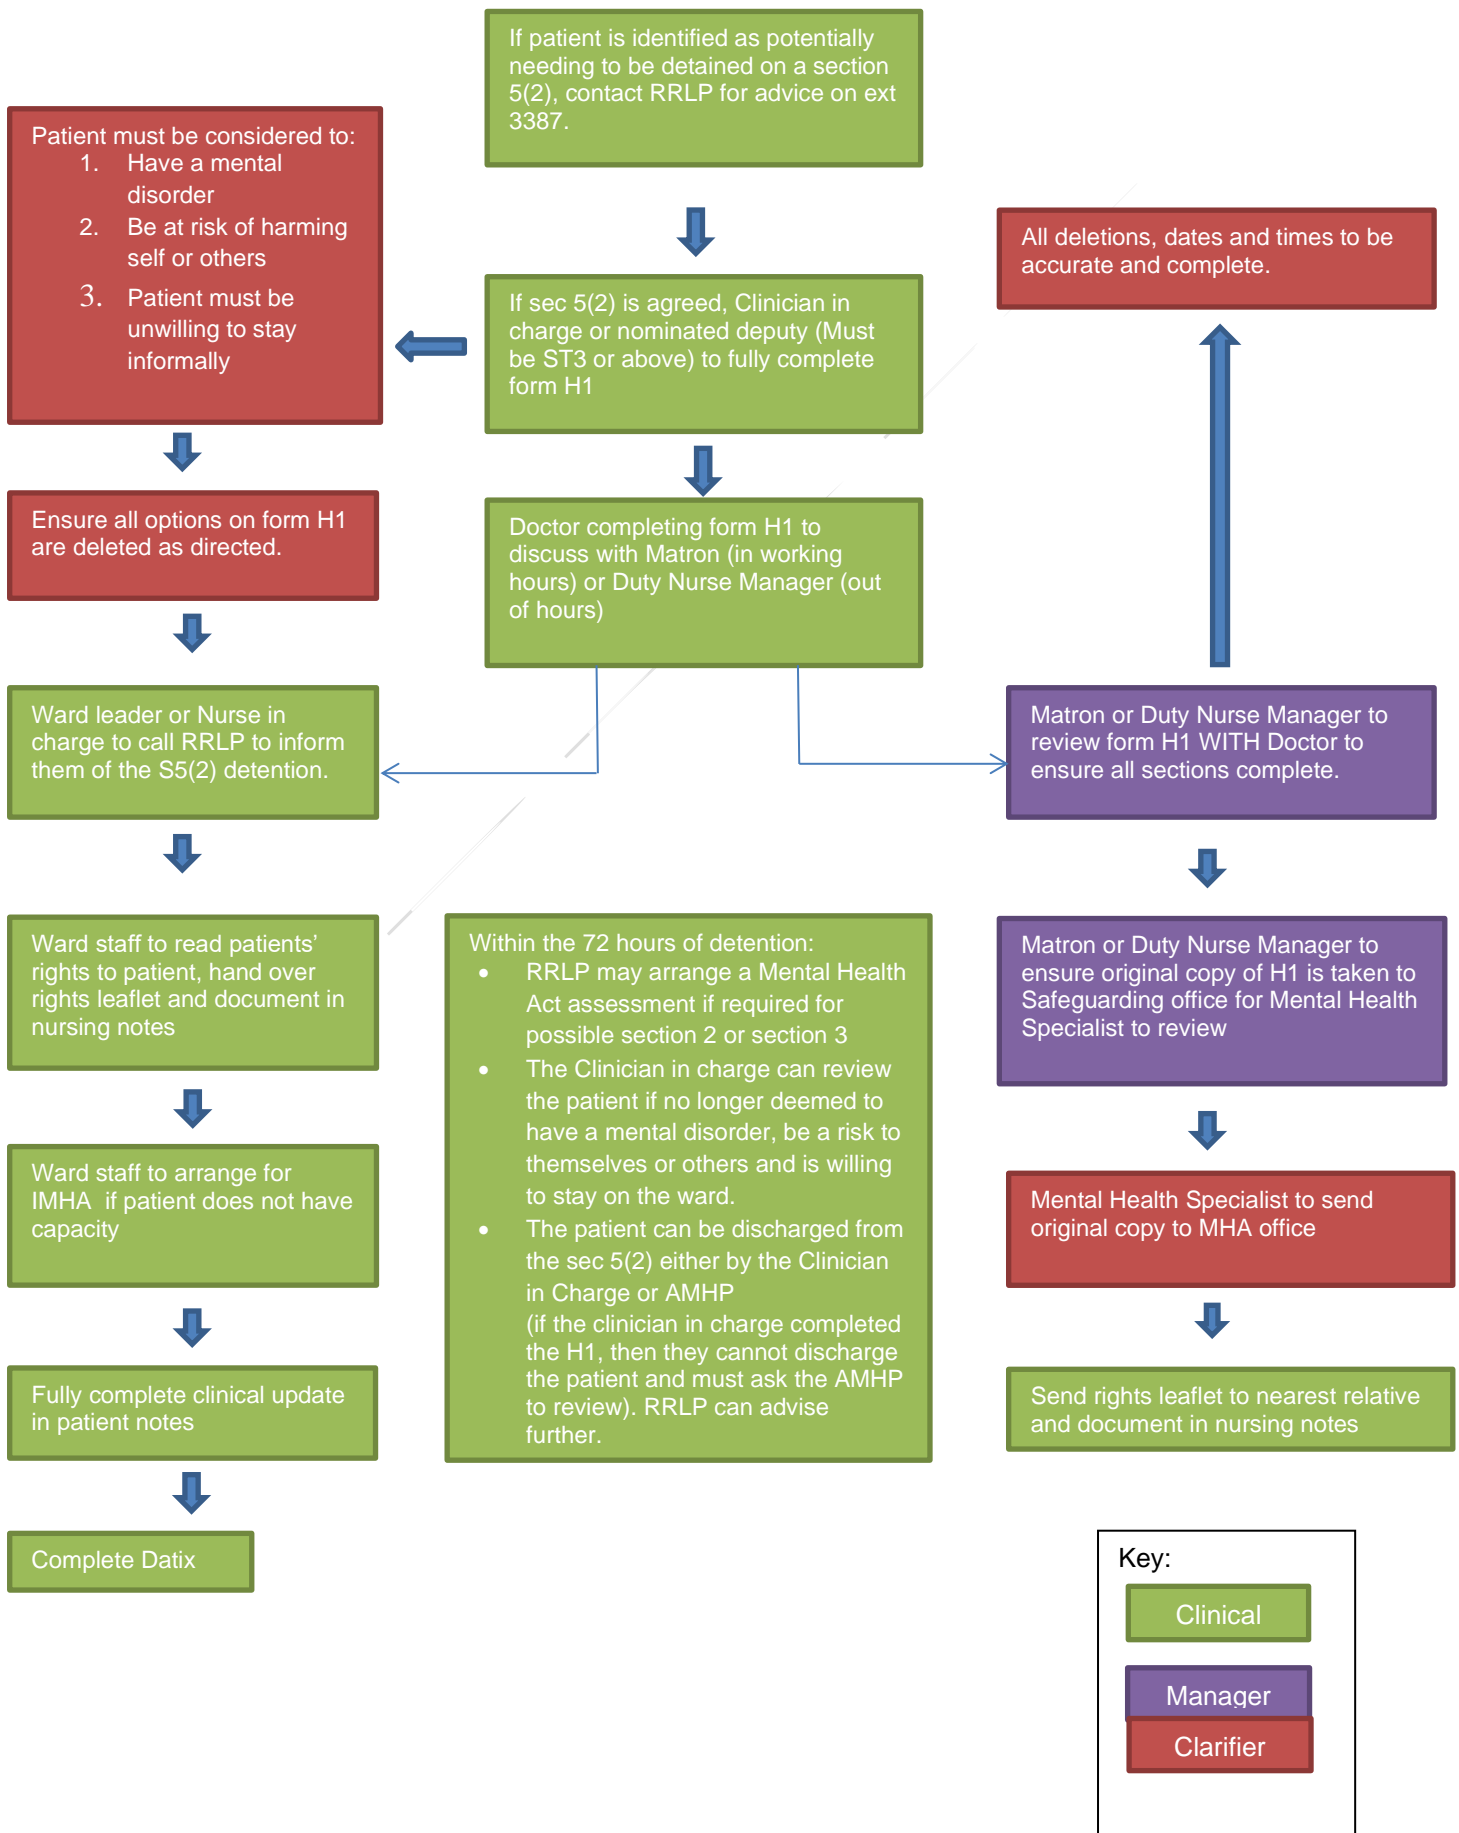 If patient is identified as potentially
needing to be detained on a section
5(2), contact RRLP for advice on ext
3387.
Patient must be considered to:
1. Have a mental
disorder
2. Be at risk of harming
self or others
3. Patient must be
unwilling to stay
informally
All deletions, dates and times to be
accurate and complete.
If sec 5(2) is agreed, Clinician in
charge or nominated deputy (Must
be ST3 or above) to fully complete
form H1
Ensure all options on form H1
are deleted as directed.
Doctor completing form H1 to
discuss with Matron (in working
hours) or Duty Nurse Manager (out
of hours)
Ward leader or Nurse in
charge to call RRLP to inform
them of the S5(2) detention.
Matron or Duty Nurse Manager to
review form H1 WITH Doctor to
ensure all sections complete.
Ward staff to read patients’
rights to patient, hand over
rights leaflet and document in
nursing notes
Within the 72 hours of detention:
• RRLP may arrange a Mental Health
Act assessment if required for
possible section 2 or section 3
• The Clinician in charge can review
the patient if no longer deemed to
have a mental disorder, be a risk to
themselves or others and is willing
to stay on the ward.
• The patient can be discharged from
the sec 5(2) either by the Clinician
in Charge or AMHP
(if the clinician in charge completed
the H1, then they cannot discharge
the patient and must ask the AMHP
to review). RRLP can advise
further.
Matron or Duty Nurse Manager to
ensure original copy of H1 is taken to
Safeguarding office for Mental Health
Specialist to review
Ward staff to arrange for
IMHA if patient does not have
capacity
Mental Health Specialist to send
original copy to MHA office
Fully complete clinical update
in patient notes
Send rights leaflet to nearest relative
and document in nursing notes
Complete Datix
Key:
Clinical
Manager
Clarifier